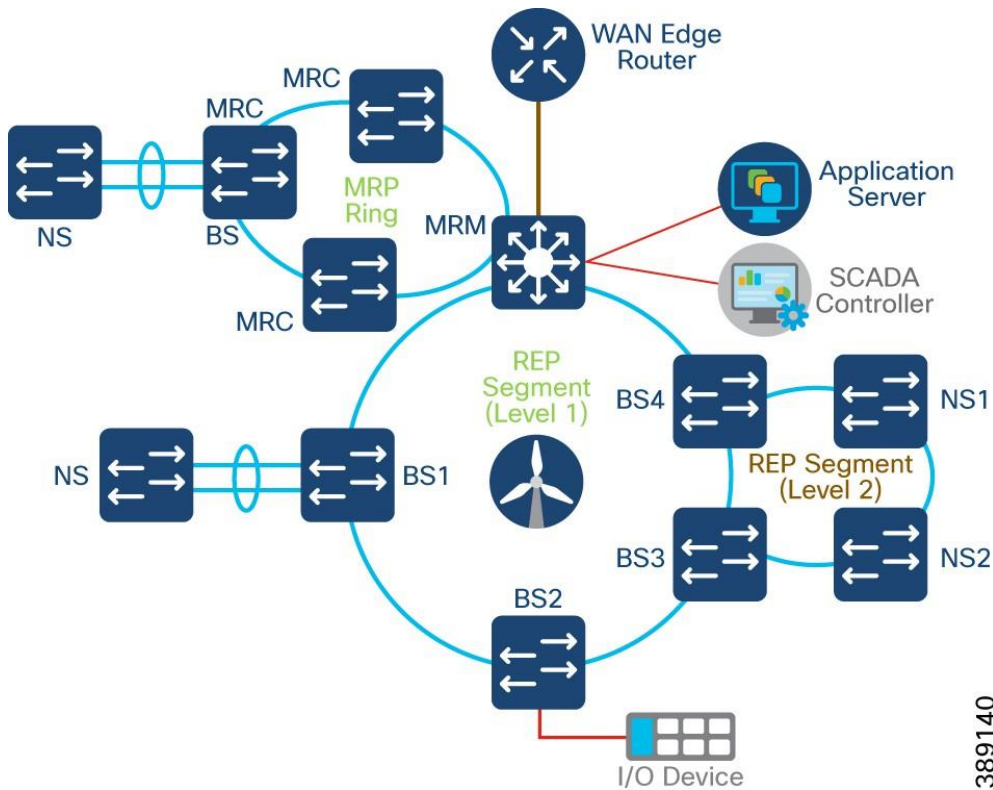 WAN Edge
Router
MRC
MRC
MRP
Ring
MRM
NS
BS
MRC
Application
Server
SCADA
Controller
REP
Segment
(Level 1)
BS4
NS1
NS
BS1
REP Segment
(Level 2)
BS3
NS2
BS2
I/O Device
389140